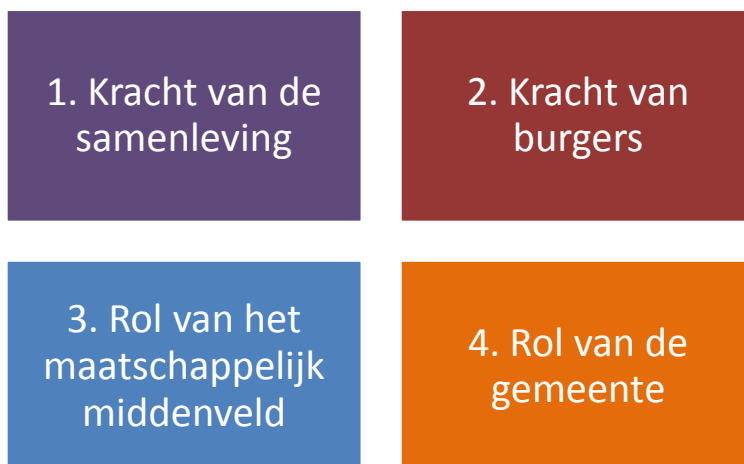 1. Kracht van de
samenleving
2. Kracht van
burgers
3. Rol van het
maatschappelijk
middenveld
4. Rol van de
gemeente